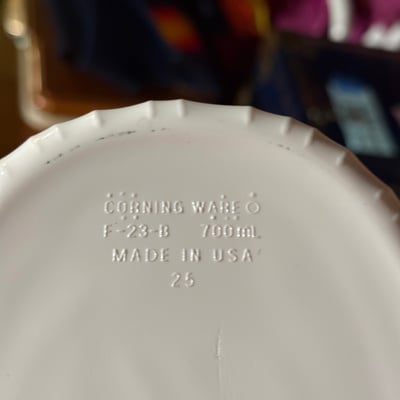 CORNING WARE®
F-23-B 700mL
MADE IN USA
25